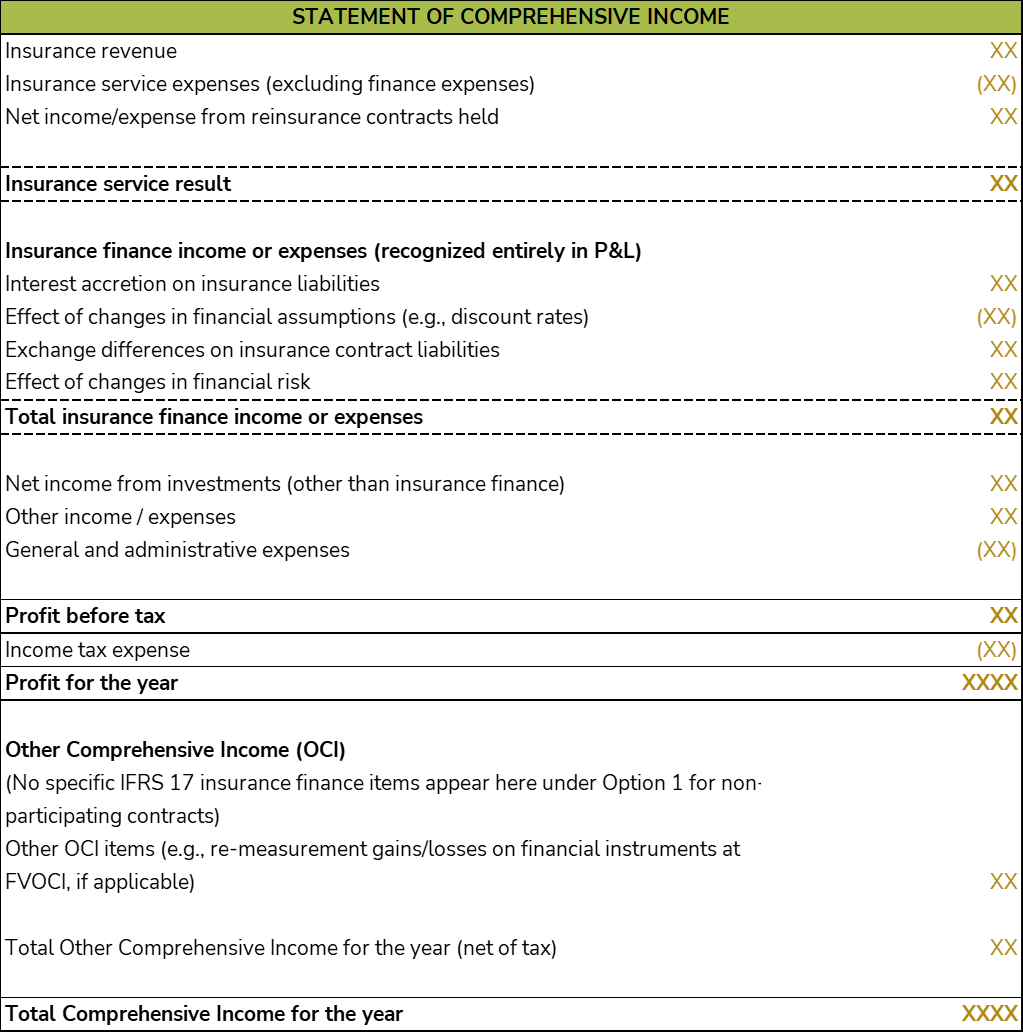 STATEMENT OF COMPREHENSIVE INCOME
Insurance revenue XX
Insurance service expenses (excluding finance expenses) (XX)
Net income/expense from reinsurance contracts held XX
Insurance service result XX
Insurance finance income or expenses (recognized entirely in P&L)
Interest accretion on insurance liabilities XX
Effect of changes in financial assumptions (e.g., discount rates) (XX)
Exchange differences on insurance contract liabilities XX
Effect of changes in financial risk XX
Total insurance finance income or expenses XX
Net income from investments (other than insurance finance) XX
Other income / expenses XX
General and administrative expenses (XX)
Profit before tax XX
Income tax expense (XX)
Profit for the year XXXX
Other Comprehensive Income (OCI)
(No specific IFRS 17 insurance finance items appear here under Option 1 for non-
participating contracts)
Other OCI items (e.g., re-measurement gains/losses on financial instruments at
FVOCI, if applicable) XX
Total Other Comprehensive Income for the year (net of tax) XX
Total Comprehensive Income for the year XXXX